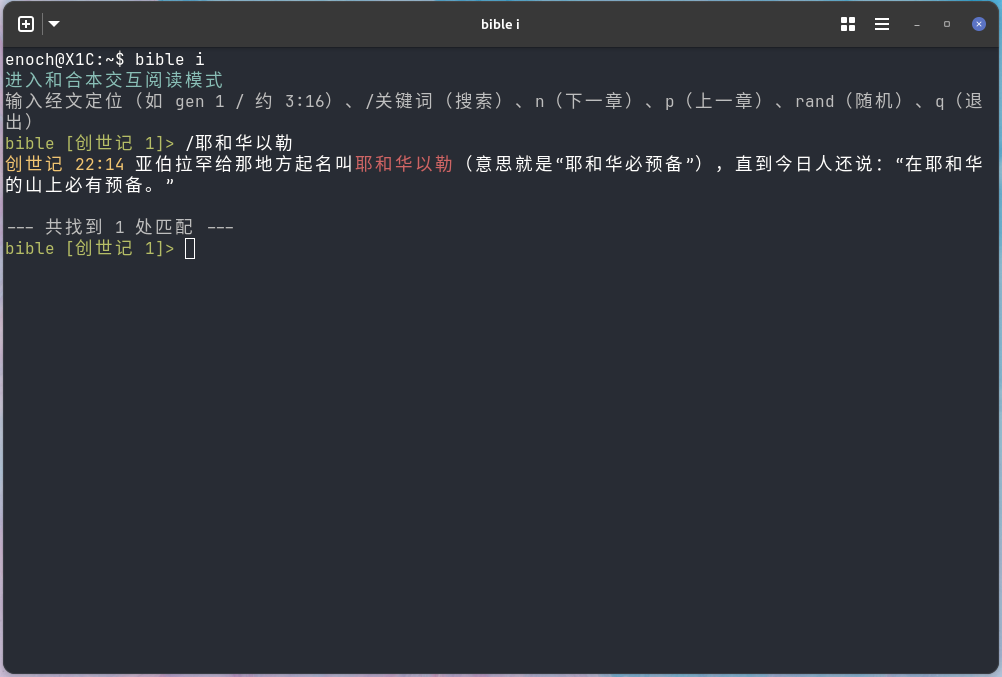 bible i
enoch@X1C:~$ bible i
进入和合本交互阅读模式
输入经文定位（如 gen 1 / 约 3:16）、/关键词（搜索）、n（下一章）、p（上一章）、rand（随机）、q（退
出）
bible [创世记 1]> /耶和华以勒
创世记 22:14 亚伯拉罕给那地方起名叫耶和华以勒（意思就是“耶和华必预备”），直到今日人还说：“在耶和华
的山上必有预备。”
--- 共找到 1 处匹配 ---
bible [创世记 1]>